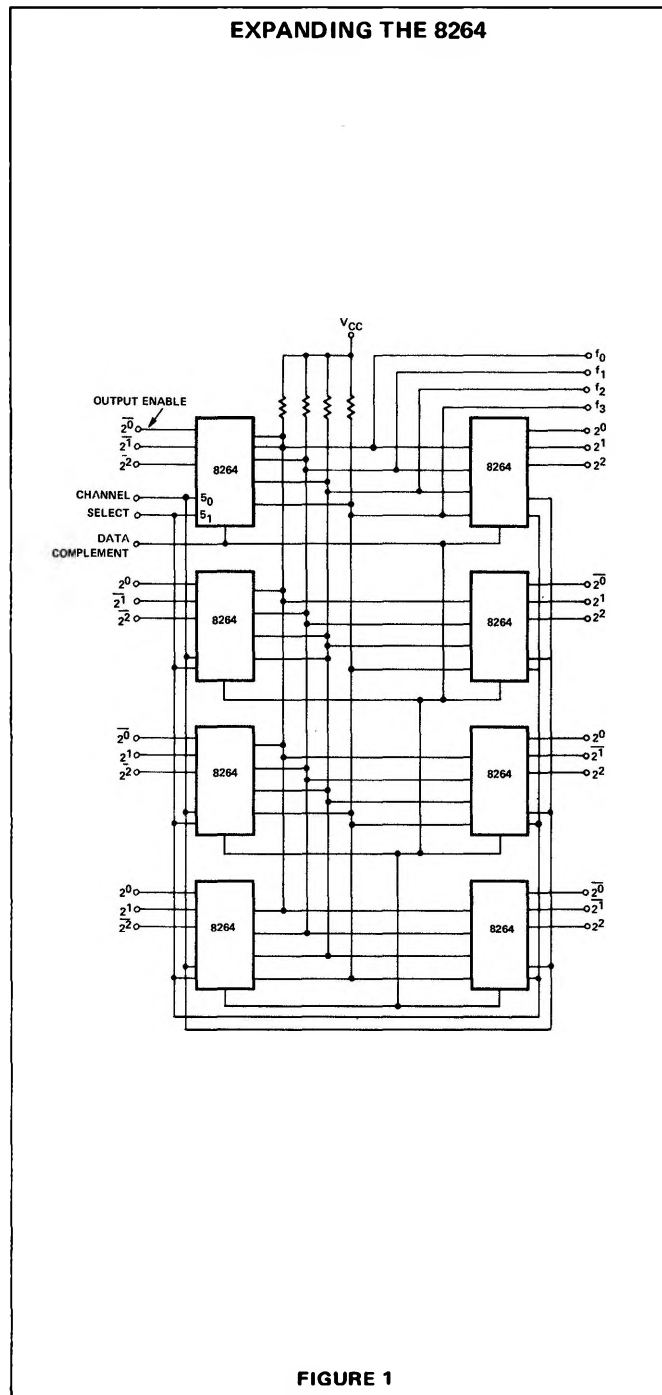 EXPANDING THE 8264
V_CC
f₀
f₁
f₂
f₃
OUTPUT ENABLE
2̅⁰̅
2̅¹̅
2̅²̅
8264
5₀
5₁
CHANNEL
SELECT
DATA
COMPLEMENT
8264
2⁰
2¹
2²
2⁰
2̅¹̅
2̅²̅
8264
8264
2̅⁰̅
2¹
2²
2̅⁰̅
2¹
2̅²̅
8264
8264
2⁰
2̅¹̅
2²
2⁰
2¹
2̅²̅
8264
8264
2̅⁰̅
2̅¹̅
2²
FIGURE 1